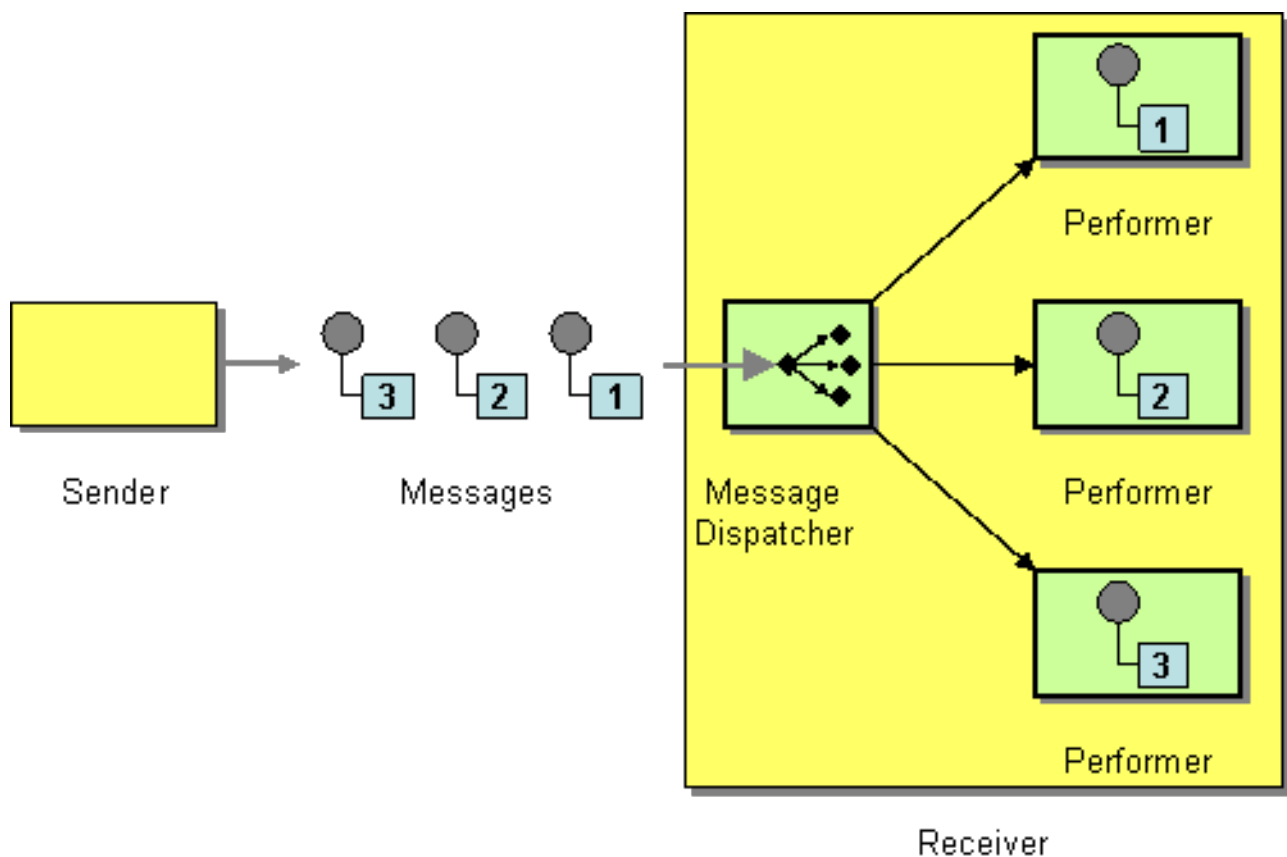 1
Performer
3 2 1
2
Sender
Messages
Message
Dispatcher
Performer
3
Performer
Receiver